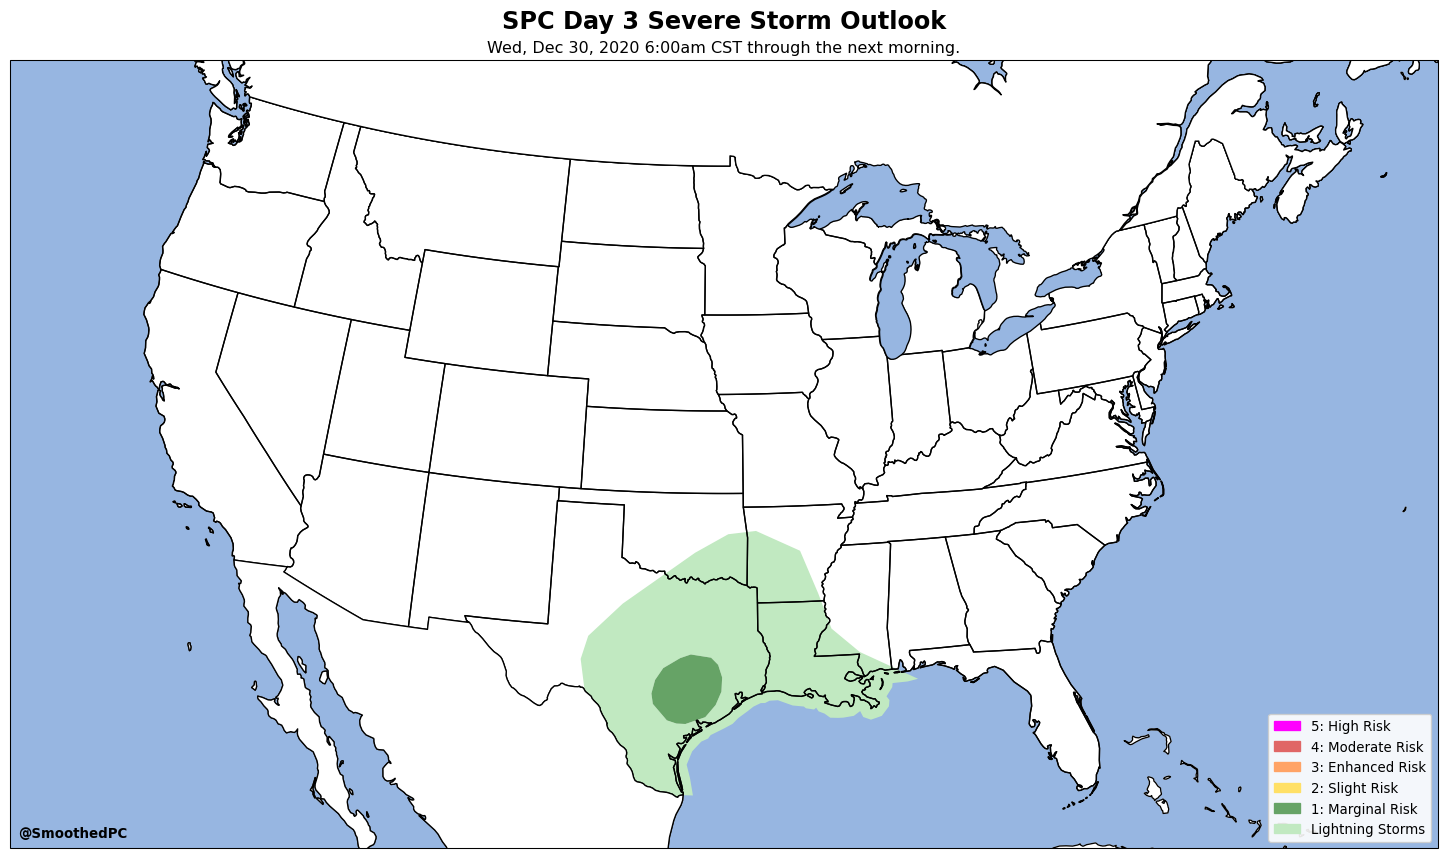 SPC Day 3 Severe Storm Outlook
Wed, Dec 30, 2020 6:00am CST through the next morning.
5: High Risk
4: Moderate Risk
3: Enhanced Risk
2: Slight Risk
1: Marginal Risk
Lightning Storms
@SmoothedPC